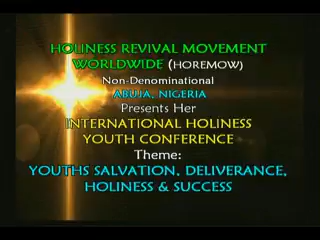 HOLINESS REVIVAL MOVEMENT
WORLDWIDE (HOREMOW)
Non-Denominational
ABUJA, NIGERIA
Presents Her
INTERNATIONAL HOLINESS
YOUTH CONFERENCE
Theme:
YOUTHS SALVATION, DELIVERANCE,
HOLINESS & SUCCESS